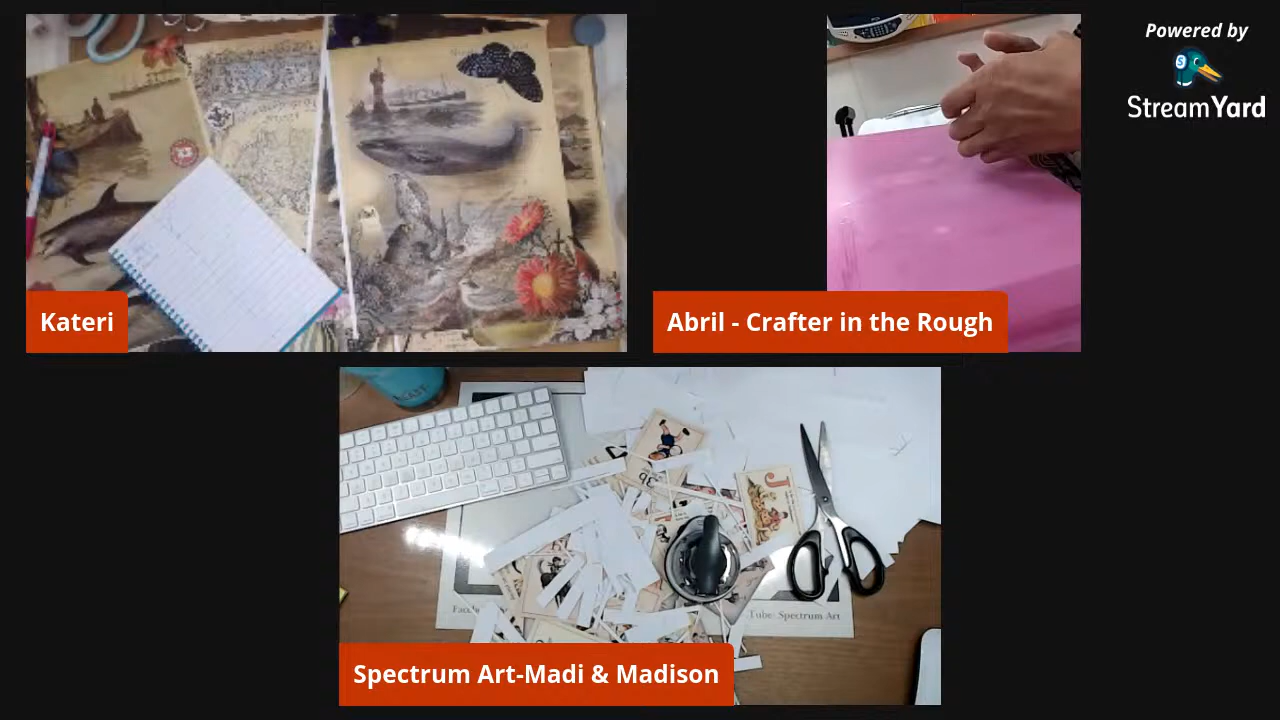 Powered by
StreamYard
Kateri
Abril - Crafter in the Rough
J
Tube: Spectrum Art
Spectrum Art-Madi & Madison